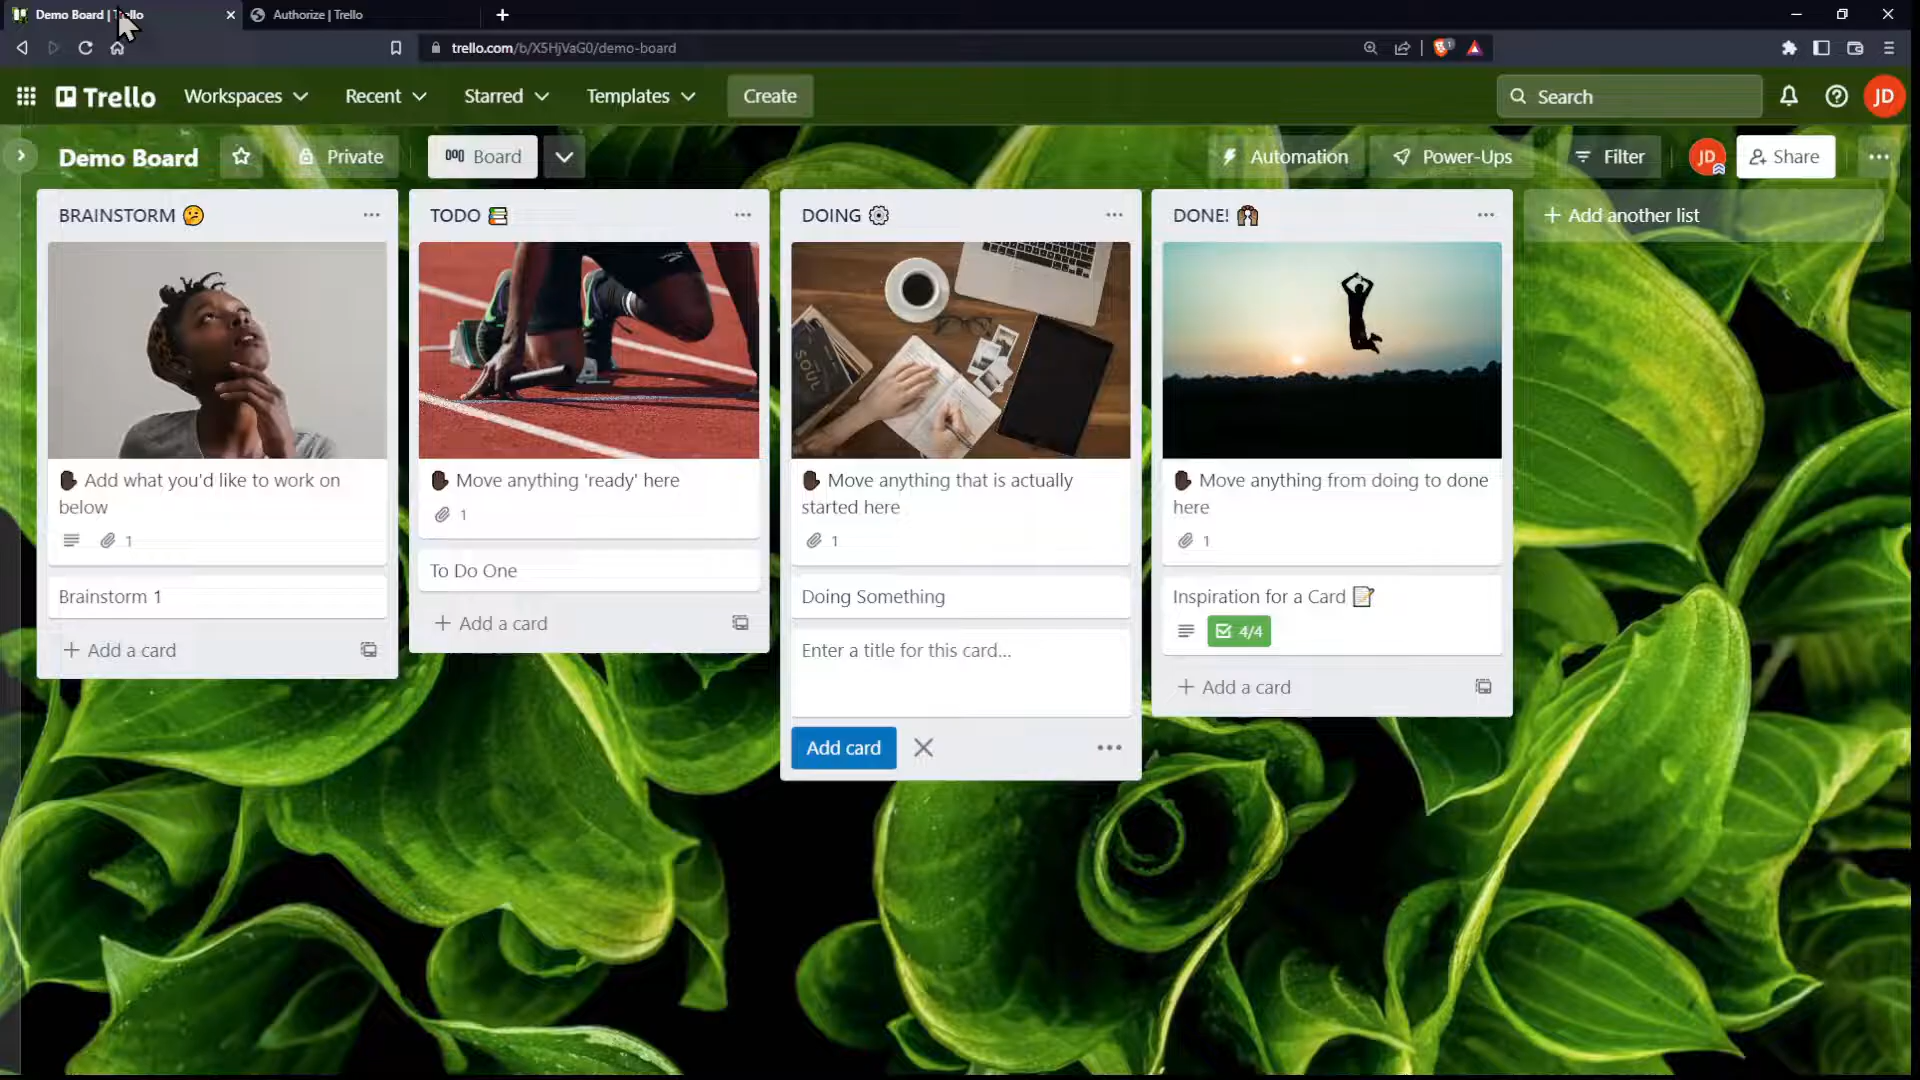 Demo Board | Trello
Authorize | Trello
trello.com/b/X5HjVaG0/demo-board
1
Trello
Workspaces
Recent
Starred
Templates
Create
Search
JD
Demo Board
Private
Board
Automation
Power-Ups
Filter
JD
Share
BRAINSTORM
Add what you'd like to work on
below
1
Brainstorm 1
+ Add a card
TODO
Move anything 'ready' here
1
To Do One
+ Add a card
DOING
SOUL
Move anything that is actually
started here
1
Doing Something
Enter a title for this card...
Add card
DONE!
Move anything from doing to done
here
1
Inspiration for a Card
4/4
+ Add a card
+ Add another list